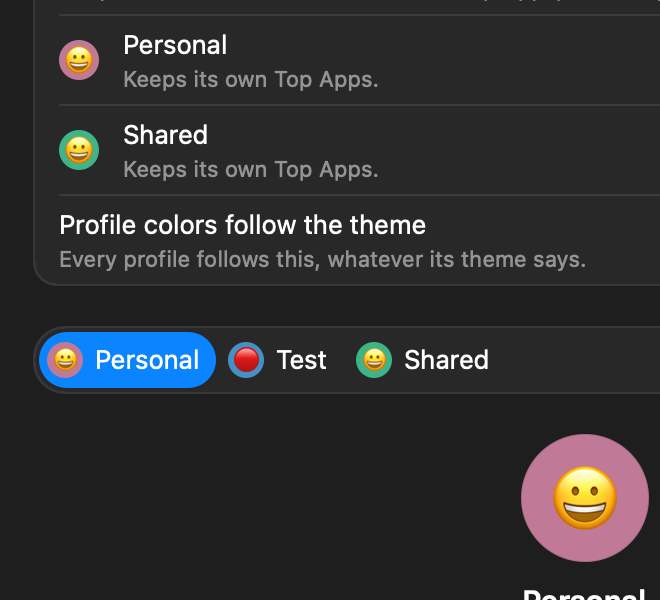 Personal
Keeps its own Top Apps.
Shared
Keeps its own Top Apps.
Profile colors follow the theme
Every profile follows this, whatever its theme says.
Personal Test Shared
Personal